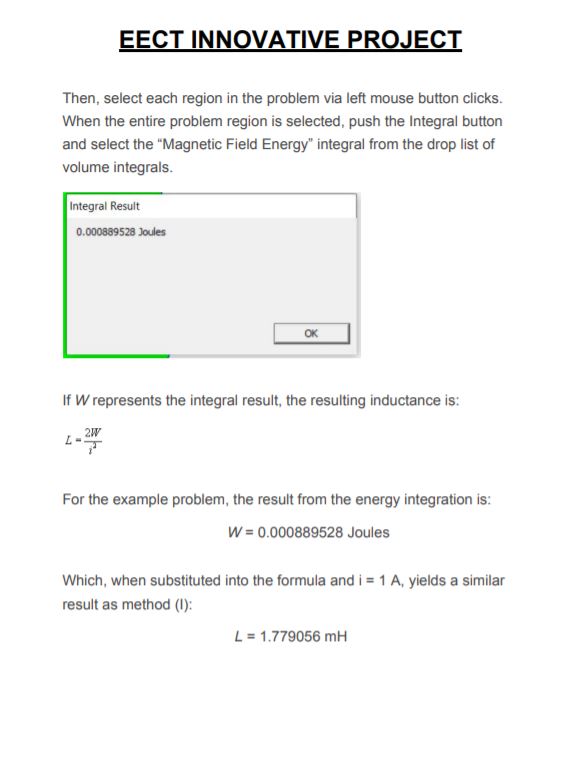 EECT INNOVATIVE PROJECT
Then, select each region in the problem via left mouse button clicks.
When the entire problem region is selected, push the Integral button
and select the “Magnetic Field Energy” integral from the drop list of
volume integrals.
Integral Result
0.000889528 Joules
OK
If W represents the integral result, the resulting inductance is:
L = 2W/i²
For the example problem, the result from the energy integration is:
W = 0.000889528 Joules
Which, when substituted into the formula and i = 1 A, yields a similar
result as method (I):
L = 1.779056 mH